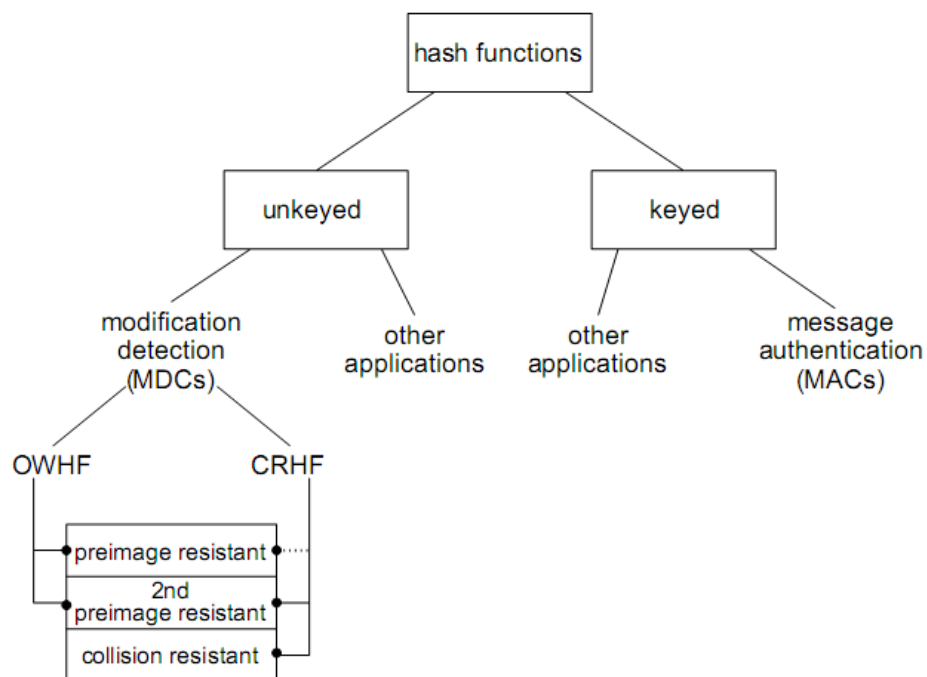 hash functions
unkeyed
keyed
modification
detection
(MDCs)
other
applications
other
applications
message
authentication
(MACs)
OWHF
CRHF
preimage resistant
2nd
preimage resistant
collision resistant